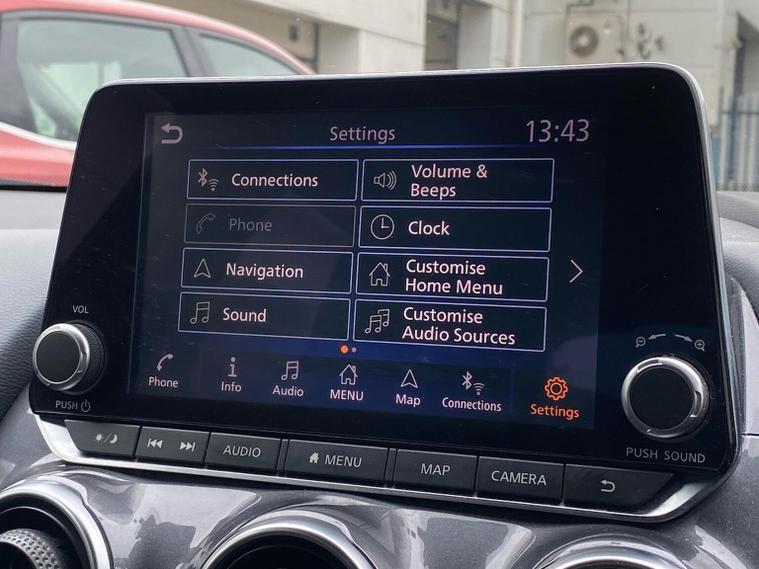 Settings
13:43
Connections
Volume &
Beeps
Phone
Clock
Navigation
Customise
Home Menu
Sound
Customise
Audio Sources
Phone
Info
Audio
MENU
Map
Connections
Settings
VOL
PUSH
AUDIO
MENU
MAP
CAMERA
PUSH SOUND